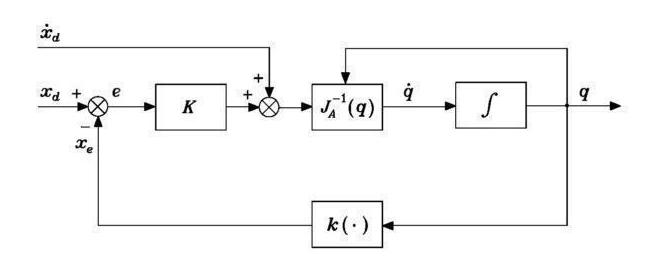 ẋ_d
+
x_d + e K + J_A^{-1}(q) q̇ ∫ q
−
x_e
k(·)